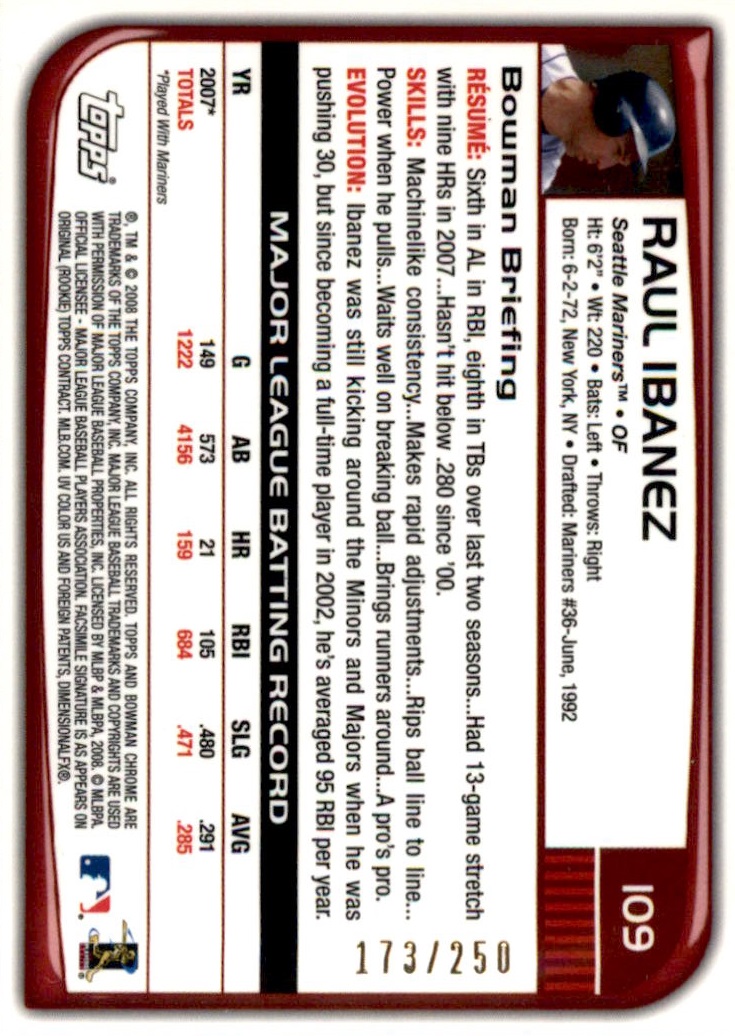 109
RAUL IBANEZ
Seattle Mariners™ • OF
Ht: 6'2" • Wt: 220 • Bats: Left • Throws: Right
Born: 6-2-72, New York, NY • Drafted: Mariners #36-June, 1992
Bowman Briefing
RÉSUMÉ: Sixth in AL in RBI, eighth in TBs over last two seasons...Had 13-game stretch
with nine HRs in 2007...Hasn't hit below .280 since '00.
SKILLS: Machinelike consistency...Makes rapid adjustments...Rips ball line to line...
Power when he pulls...Waits well on breaking ball...Brings runners around...A pro's pro.
EVOLUTION: Ibanez was still kicking around the Minors and Majors when he was
pushing 30, but since becoming a full-time player in 2002, he's averaged 95 RBI per year.
173/250
MAJOR LEAGUE BATTING RECORD
YR G AB HR RBI SLG AVG
2007* 149 573 21 105 .480 .291
TOTALS 1222 4156 159 684 .471 .285
*Played With Mariners
topps®
®, TM & © 2008 THE TOPPS COMPANY, INC. ALL RIGHTS RESERVED. TOPPS AND BOWMAN CHROME ARE
TRADEMARKS OF THE TOPPS COMPANY, INC. MAJOR LEAGUE BASEBALL TRADEMARKS AND COPYRIGHTS ARE USED
WITH PERMISSION OF MAJOR LEAGUE BASEBALL PROPERTIES, INC. LICENSED BY MLBP & MLBPA, 2008. © MLBPA
OFFICIAL LICENSEE - MAJOR LEAGUE BASEBALL PLAYERS ASSOCIATION. FACSIMILE SIGNATURE IS AS APPEARS ON
ORIGINAL (ROOKIE) TOPPS CONTRACT. MLB.COM. UV COLOR US AND FOREIGN PATENTS, DIMENSIONALFX®.